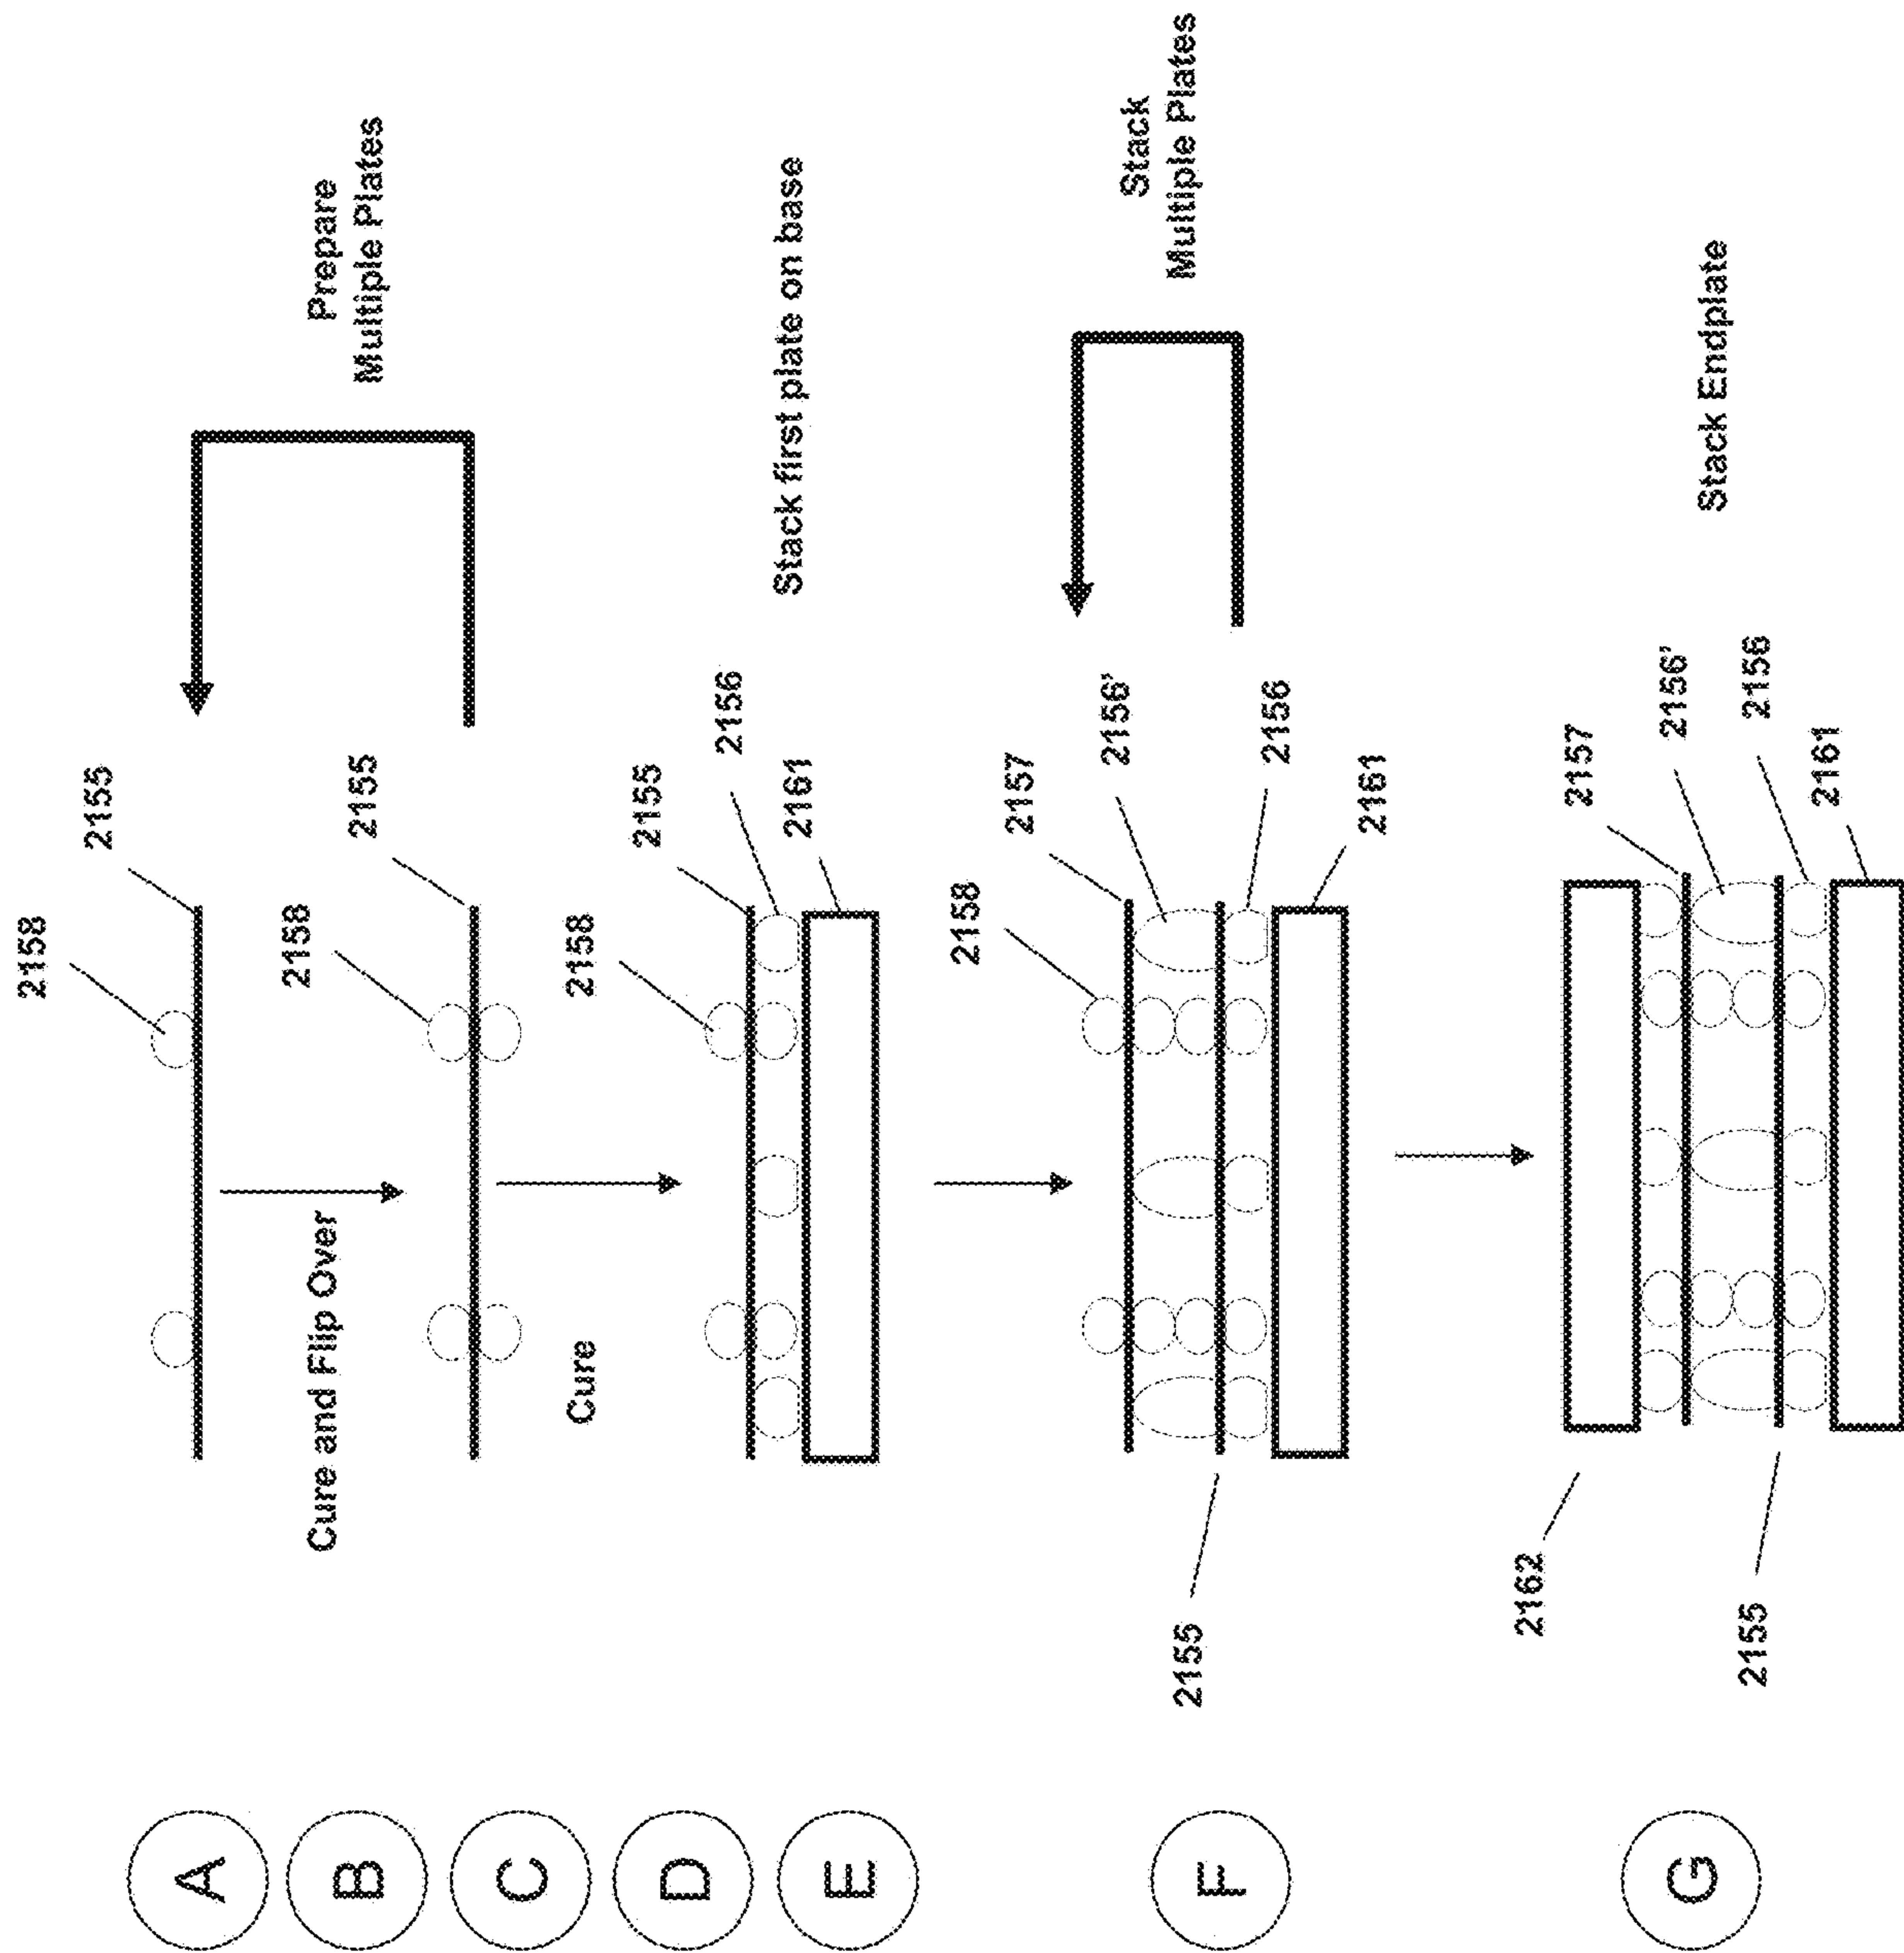 A
2158
2155
Prepare
Multiple Plates
B
Cure and Flip Over
C
2158
2155
D
Cure
E
2158
2155
2156
2161
Stack first plate on base
F
2155
2158
2157
2156'
2156
2161
Stack
Multiple Plates
G
2162
2155
2157
2156'
2156
2161
Stack Endplate